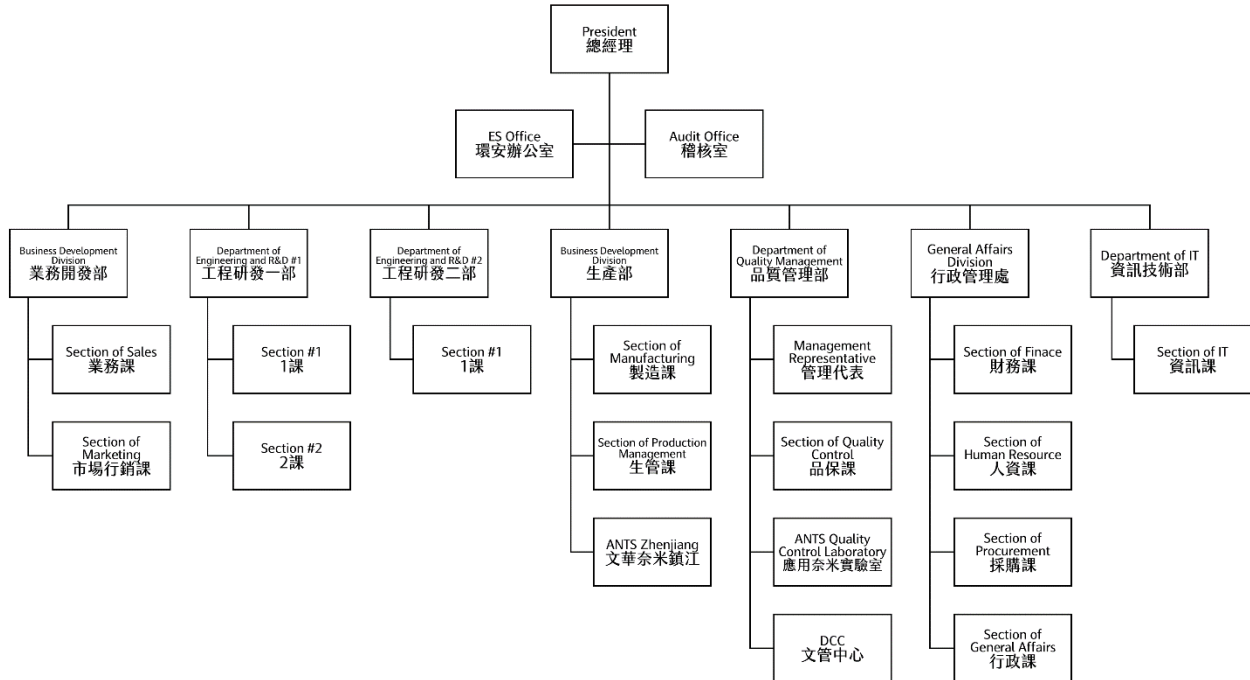 President
總經理
ES Office
環安辦公室
Audit Office
稽核室
Business Development
Division
業務開發部
Department of
Engineering and R&D #1
工程研發一部
Department of
Engineering and R&D #2
工程研發二部
Business Development
Division
生產部
Department of
Quality Management
品質管理部
General Affairs
Division
行政管理處
Department of IT
資訊技術部
Section of Sales
業務課
Section #1
1課
Section #1
1課
Section of
Manufacturing
製造課
Management
Representative
管理代表
Section of Finace
財務課
Section of IT
資訊課
Section of
Marketing
市場行銷課
Section #2
2課
Section of Production
Management
生管課
Section of Quality
Control
品保課
Section of
Human Resource
人資課
ANTS Zhenjiang
文華奈米鎮江
ANTS Quality
Control Laboratory
應用奈米實驗室
Section of
Procurement
採購課
DCC
文管中心
Section of
General Affairs
行政課